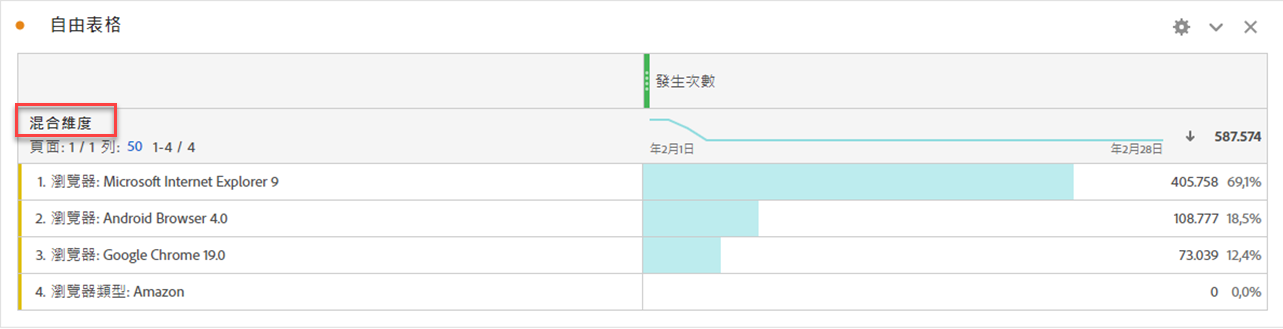 自由表格
發生次數
混合維度
頁面: 1 / 1 列: 50 1-4 / 4
年2月1日
年2月28日
587.574
1. 瀏覽器: Microsoft Internet Explorer 9 405.758 69,1%
2. 瀏覽器: Android Browser 4.0 108.777 18,5%
3. 瀏覽器: Google Chrome 19.0 73.039 12,4%
4. 瀏覽器類型: Amazon 0 0,0%